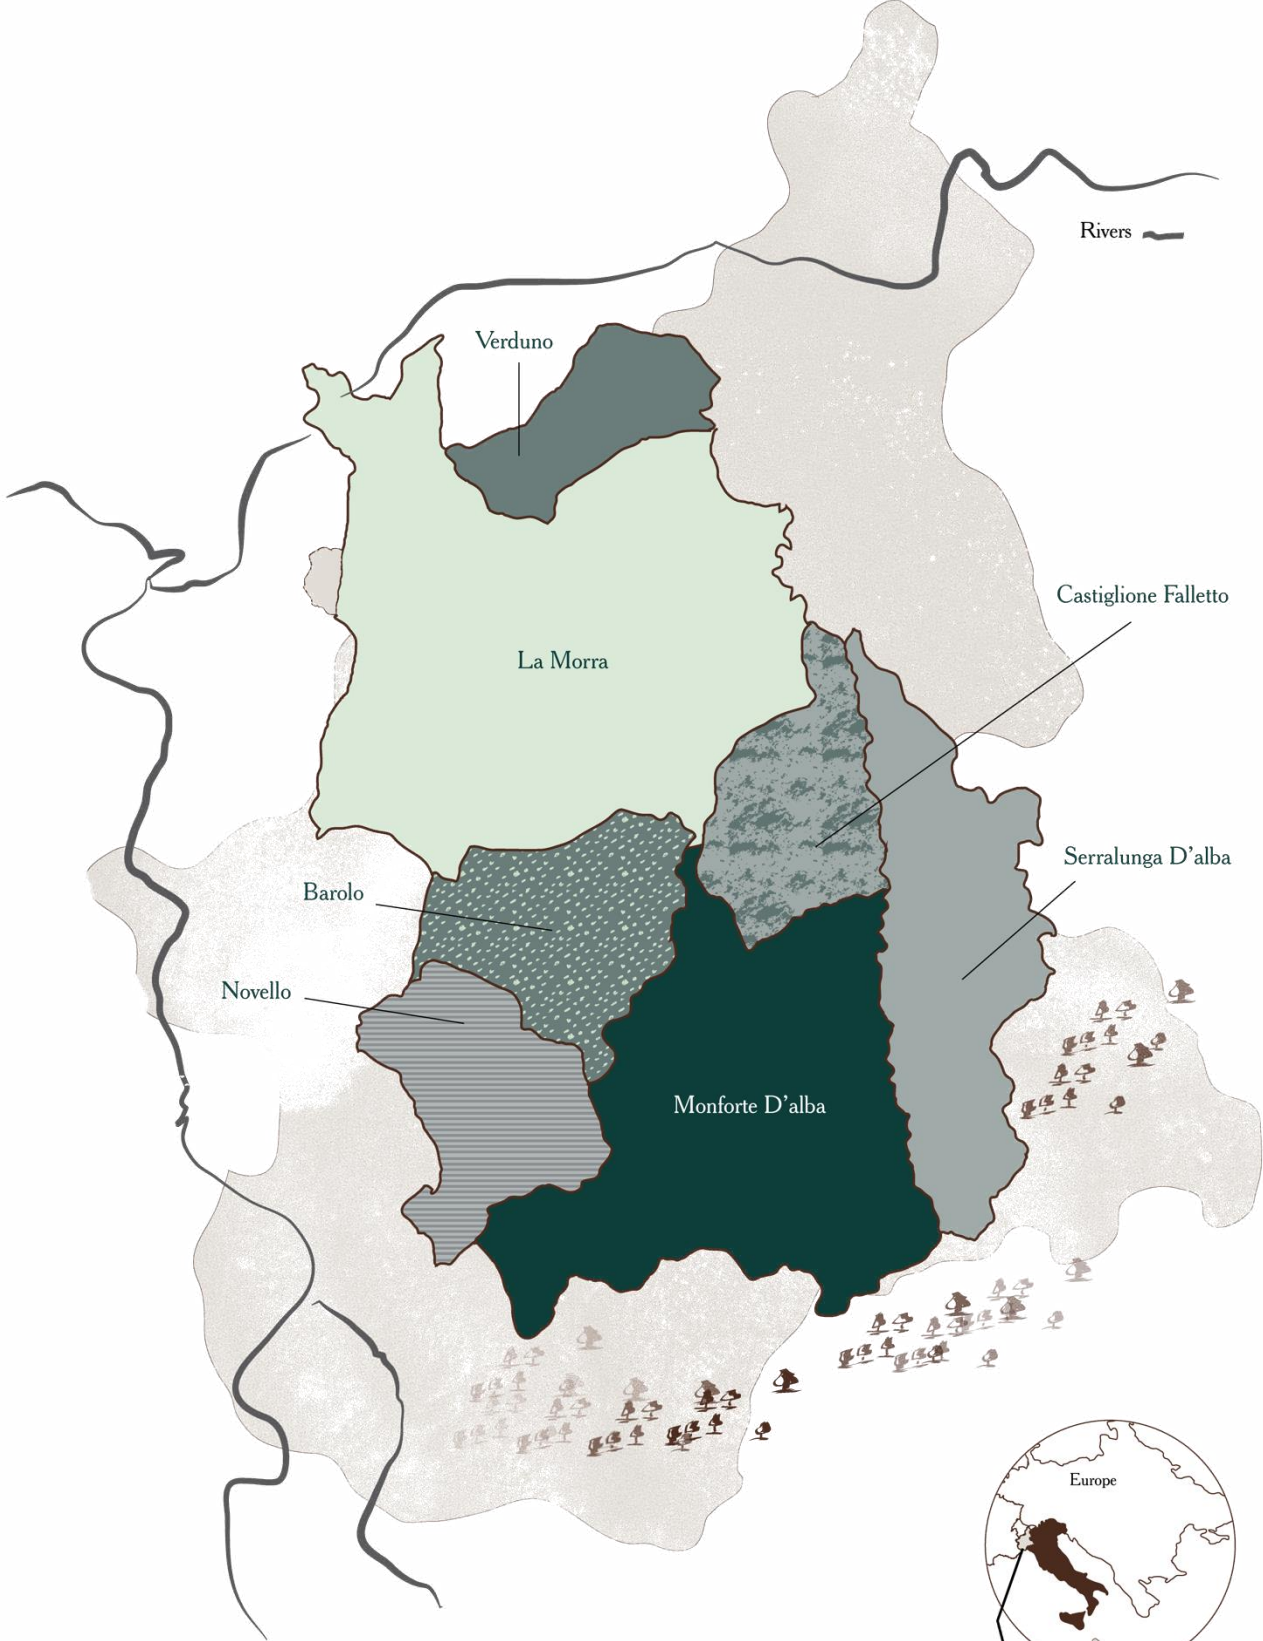 Rivers
Verduno
Castiglione Falletto
La Morra
Serralunga D'alba
Barolo
Novello
Monforte D'alba
Europe